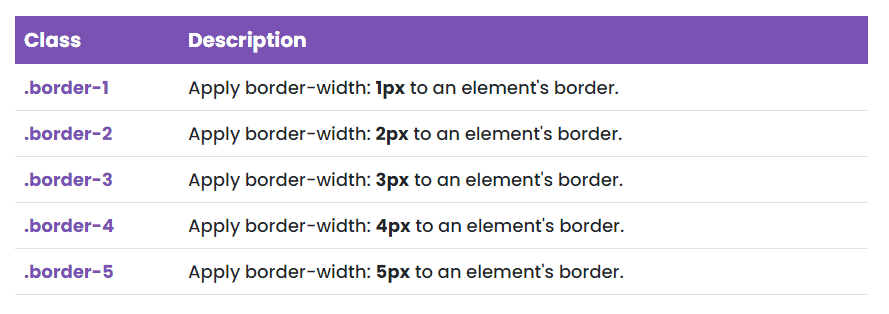 Class Description
.border-1 Apply border-width: 1px to an element's border.
.border-2 Apply border-width: 2px to an element's border.
.border-3 Apply border-width: 3px to an element's border.
.border-4 Apply border-width: 4px to an element's border.
.border-5 Apply border-width: 5px to an element's border.